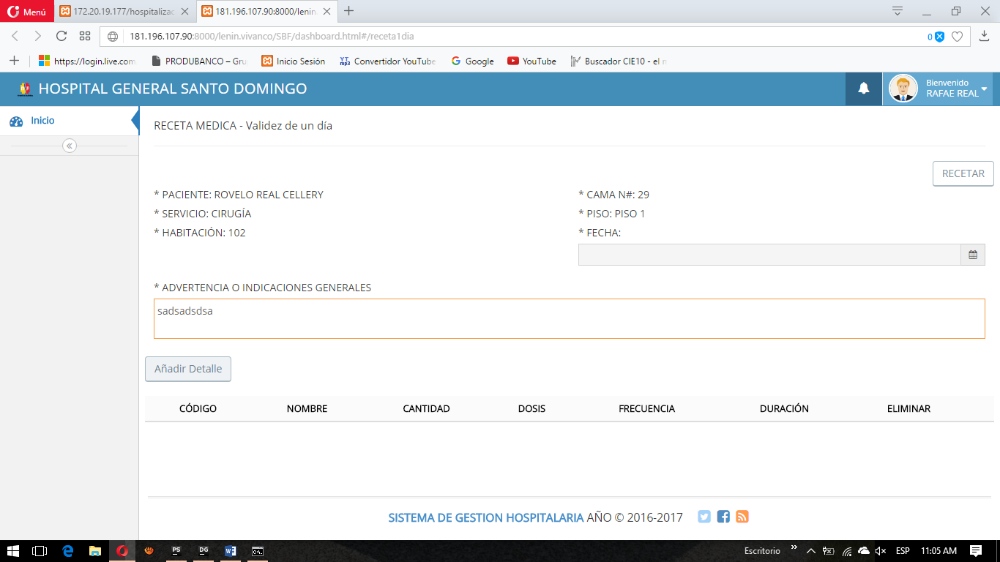 Menú
172.20.19.177/hospitalizac
181.196.107.90:8000/lenin.
181.196.107.90:8000/lenin.vivanco/SBF/dashboard.html#/receta1dia
0
https://login.live.com
PRODUBANCO – Gru
Inicio Sesión
Convertidor YouTube
Google
YouTube
Buscador CIE10 - el n
HOSPITAL GENERAL SANTO DOMINGO
Bienvenido
RAFAE REAL
Inicio
RECETA MEDICA - Validez de un día
RECETAR
* PACIENTE: ROVELO REAL CELLERY
* CAMA N#: 29
* SERVICIO: CIRUGÍA
* PISO: PISO 1
* HABITACIÓN: 102
* FECHA:
* ADVERTENCIA O INDICACIONES GENERALES
sadsadsdsa
Añadir Detalle
CÓDIGO NOMBRE CANTIDAD DOSIS FRECUENCIA DURACIÓN ELIMINAR
SISTEMA DE GESTION HOSPITALARIA AÑO © 2016-2017
PS
DG
Escritorio
ESP
11:05 AM